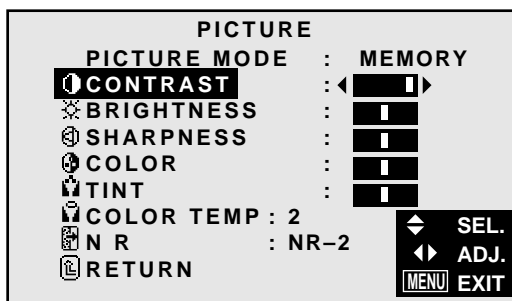 PICTURE
PICTURE MODE : MEMORY
CONTRAST :
BRIGHTNESS :
SHARPNESS :
COLOR :
TINT :
COLOR TEMP : 2
N R : NR–2
RETURN
SEL.
ADJ.
MENU EXIT